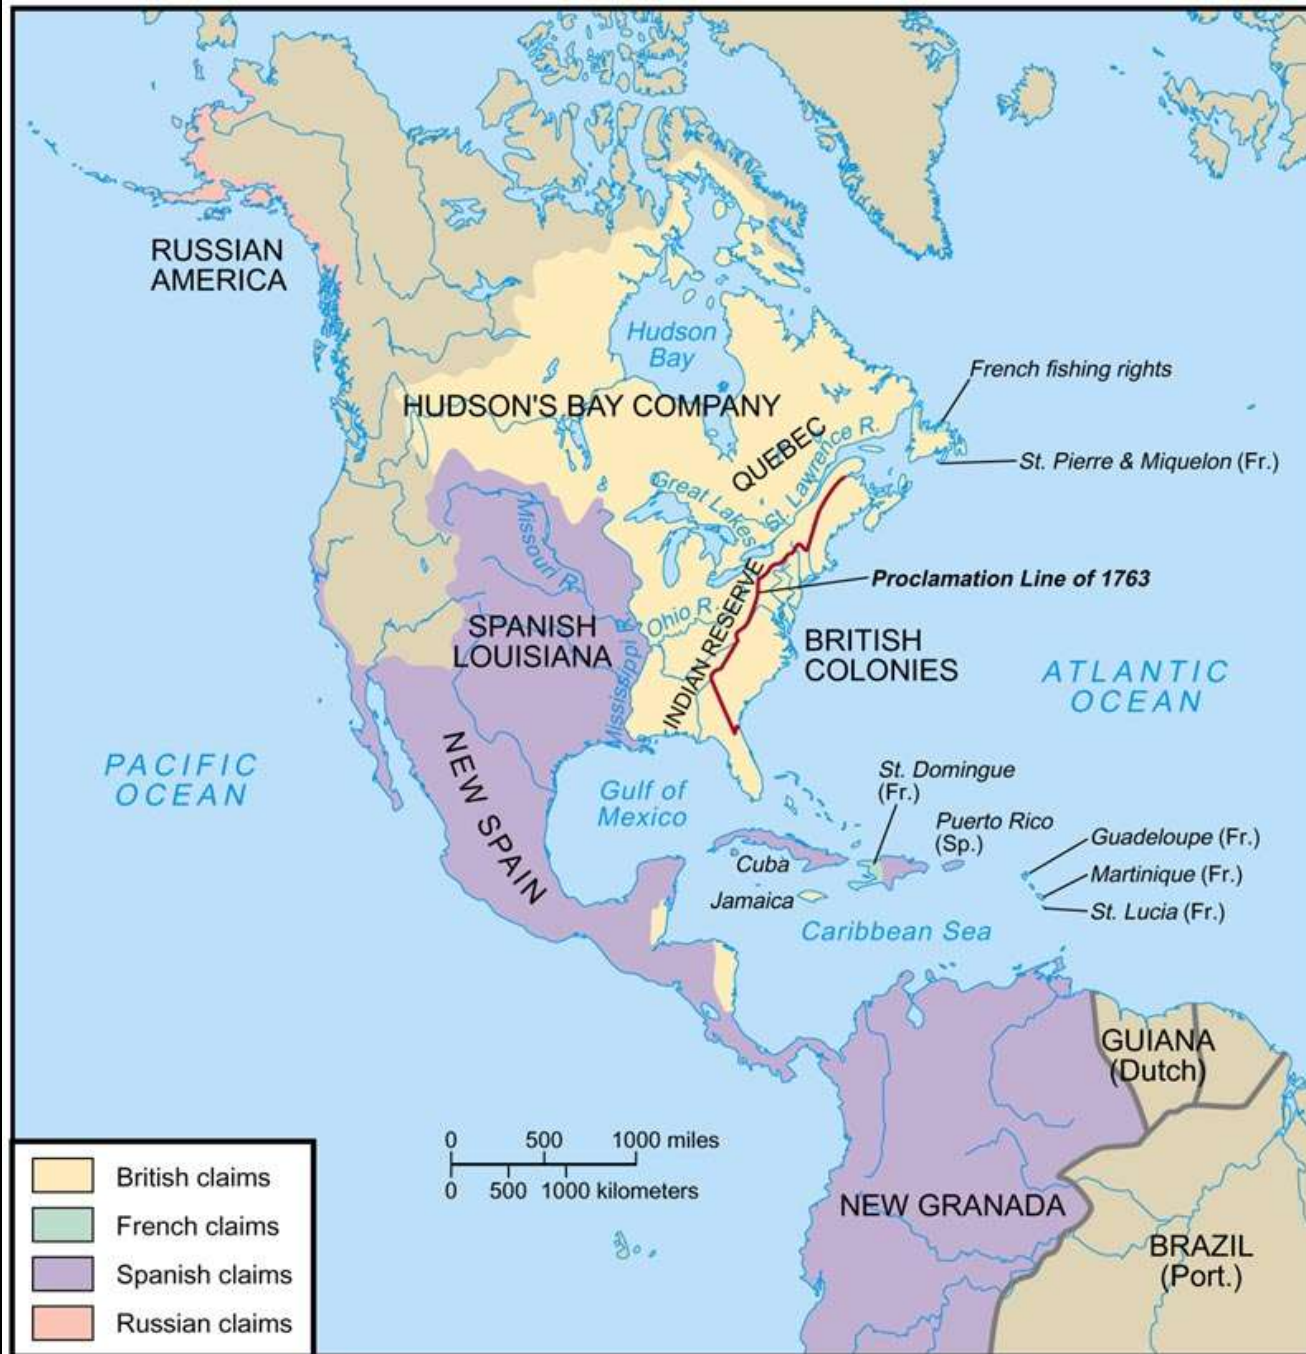 RUSSIAN
AMERICA
Hudson
Bay
HUDSON'S BAY COMPANY
QUEBEC
French fishing rights
St. Pierre & Miquelon (Fr.)
St. Lawrence R.
Great Lakes
Missouri R.
Proclamation Line of 1763
INDIAN RESERVE
Ohio R.
Mississippi R.
SPANISH
LOUISIANA
BRITISH
COLONIES
ATLANTIC
OCEAN
PACIFIC
OCEAN
NEW SPAIN
Gulf of
Mexico
St. Domingue
(Fr.)
Puerto Rico
(Sp.)
Cuba
Jamaica
Guadeloupe (Fr.)
Martinique (Fr.)
St. Lucia (Fr.)
Caribbean Sea
GUIANA
(Dutch)
NEW GRANADA
BRAZIL
(Port.)
0 500 1000 miles
0 500 1000 kilometers
British claims
French claims
Spanish claims
Russian claims